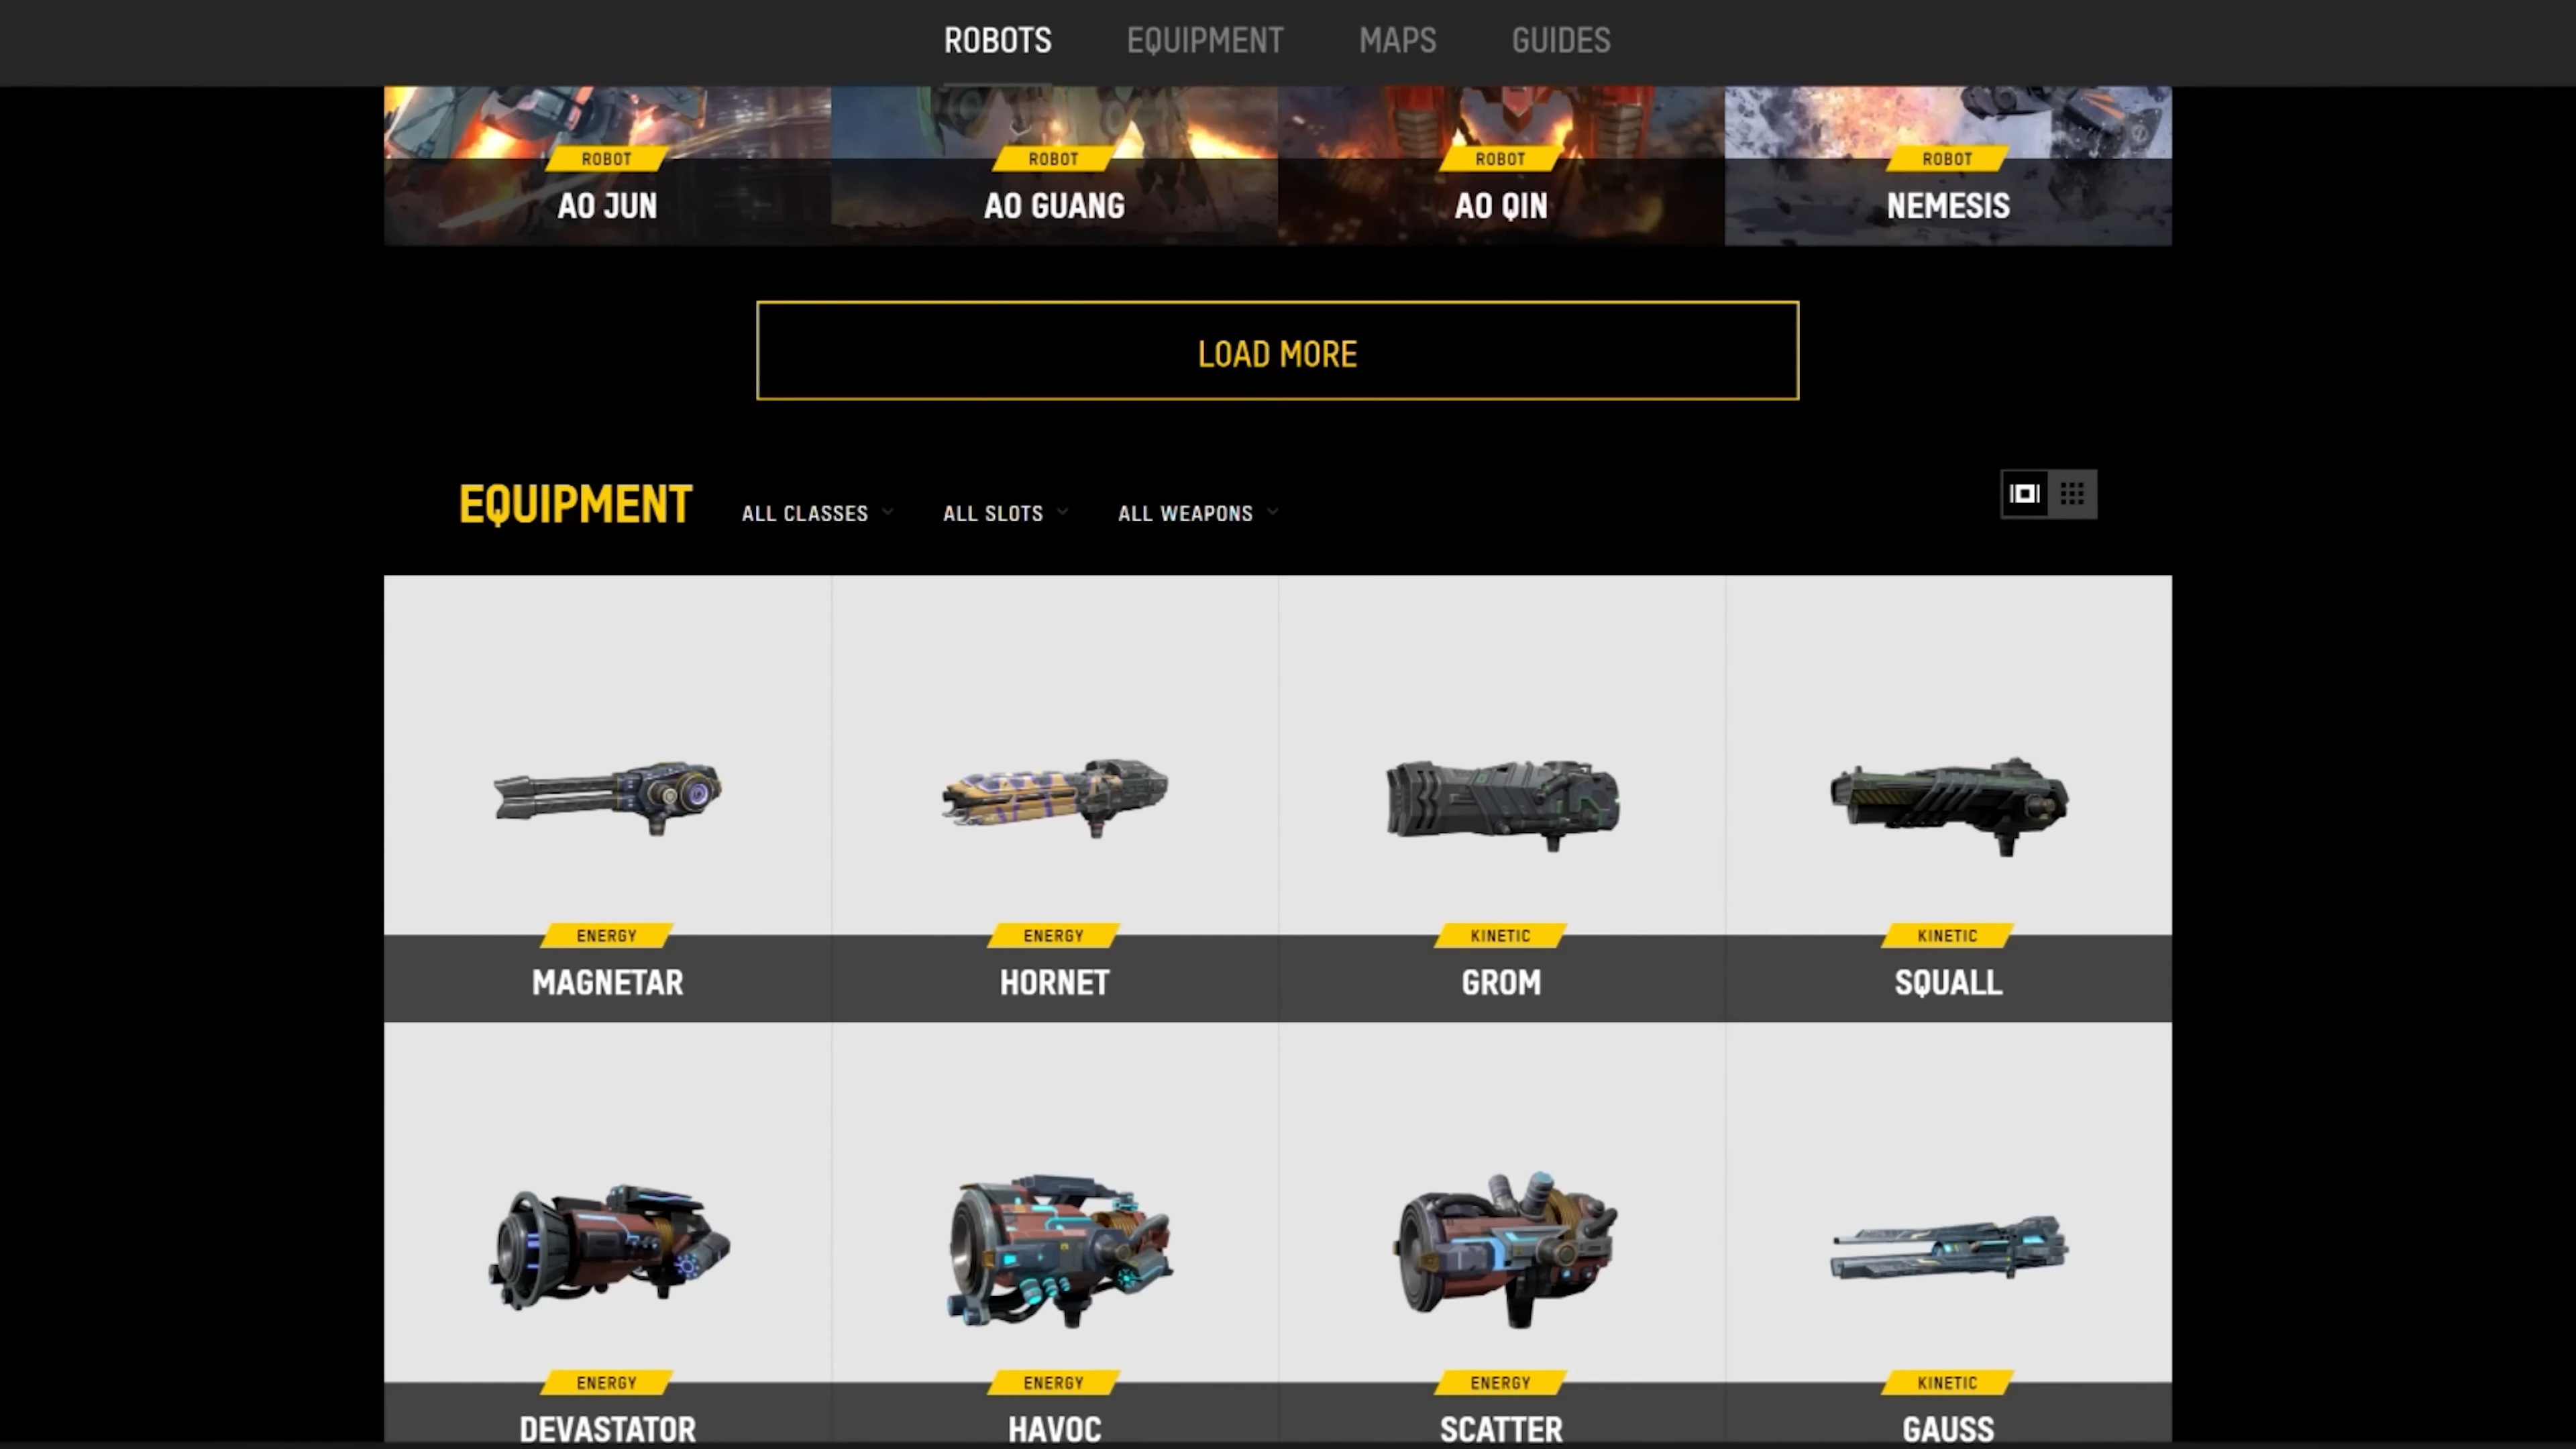 ROBOTS EQUIPMENT MAPS GUIDES
ROBOT ROBOT ROBOT ROBOT
AO JUN AO GUANG AO QIN NEMESIS
LOAD MORE
EQUIPMENT ALL CLASSES ALL SLOTS ALL WEAPONS
ENERGY ENERGY KINETIC KINETIC
MAGNETAR HORNET GROM SQUALL
ENERGY ENERGY ENERGY KINETIC
DEVASTATOR HAVOC SCATTER GAUSS